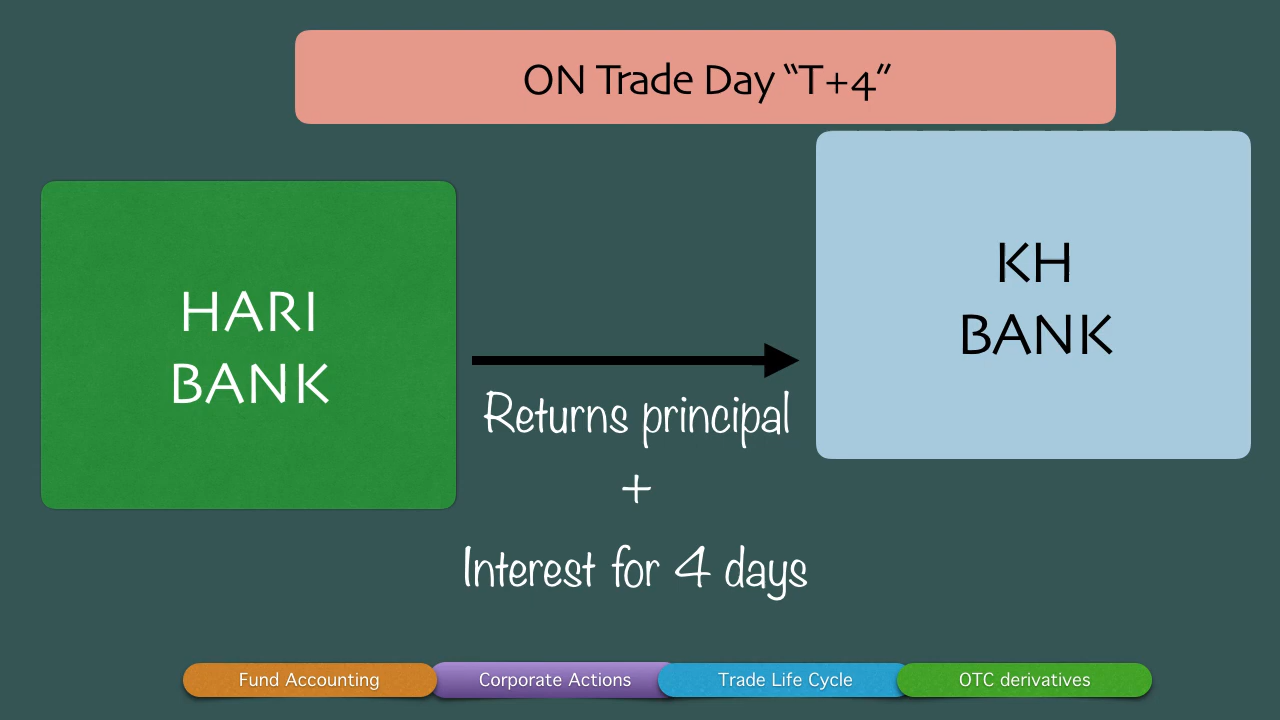 ON Trade Day “T+4”
HARI
BANK
KH
BANK
Returns principal
+
Interest for 4 days
Fund Accounting
Corporate Actions
Trade Life Cycle
OTC derivatives